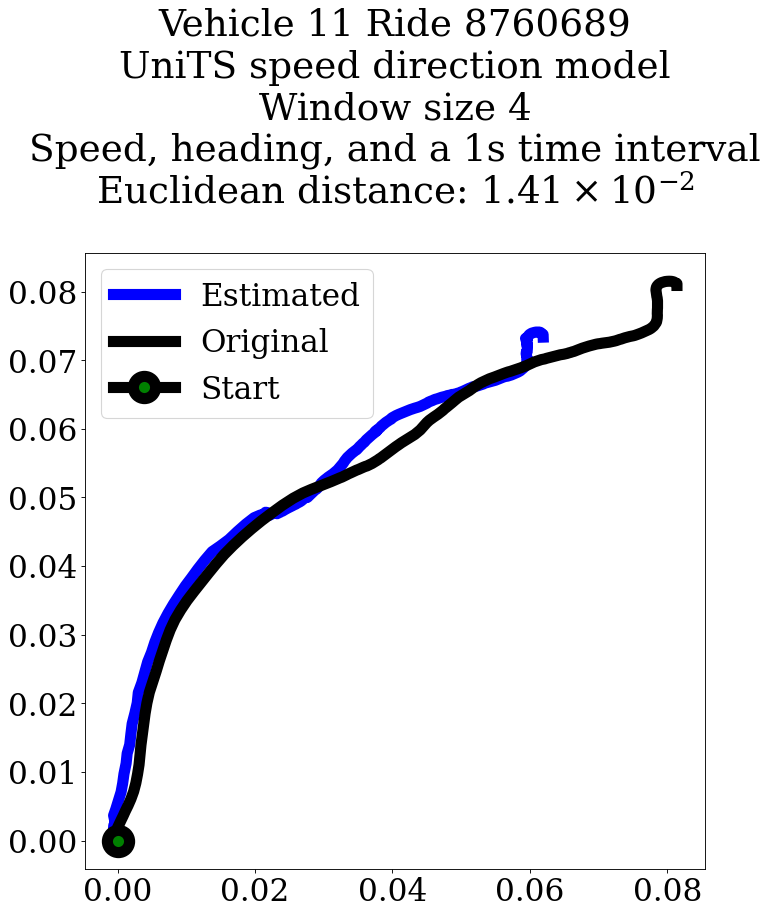 Vehicle 11 Ride 8760689
UniTS speed direction model
Window size 4
Speed, heading, and a 1s time interval
Euclidean distance: 1.41 × 10⁻²
Estimated
Original
Start
0.08
0.07
0.06
0.05
0.04
0.03
0.02
0.01
0.00
0.00 0.02 0.04 0.06 0.08